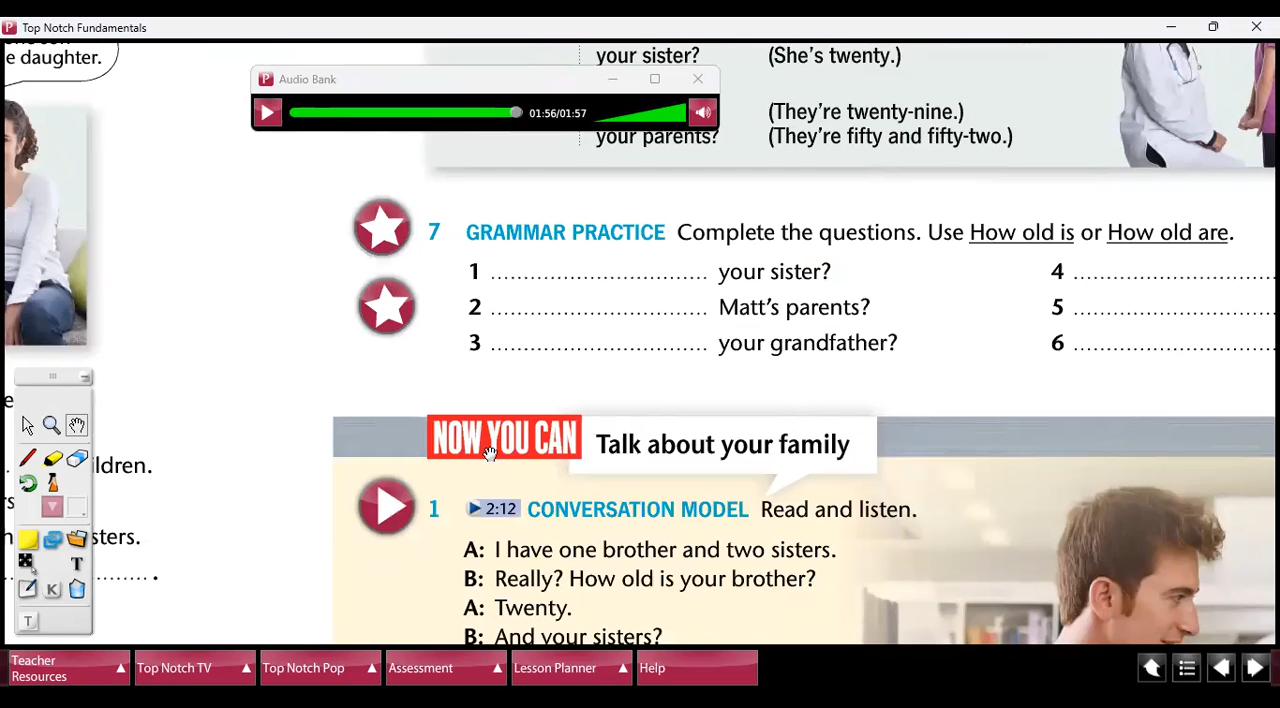 Top Notch Fundamentals
e daughter.
your sister? (She's twenty.)
Audio Bank
01:56/01:57
(They're twenty-nine.)
your parents? (They're fifty and fifty-two.)
7 GRAMMAR PRACTICE Complete the questions. Use How old is or How old are.
1 ................................ your sister? 4 ..............................
2 ................................ Matt's parents? 5 ..............................
3 ................................ your grandfather? 6 ..............................
NOW YOU CAN Talk about your family
1 2:12 CONVERSATION MODEL Read and listen.
A: I have one brother and two sisters.
B: Really? How old is your brother?
A: Twenty.
B: And your sisters?
e
ildren.
rs
n sters.
............ .
T
K
T
Teacher Resources
Top Notch TV
Top Notch Pop
Assessment
Lesson Planner
Help